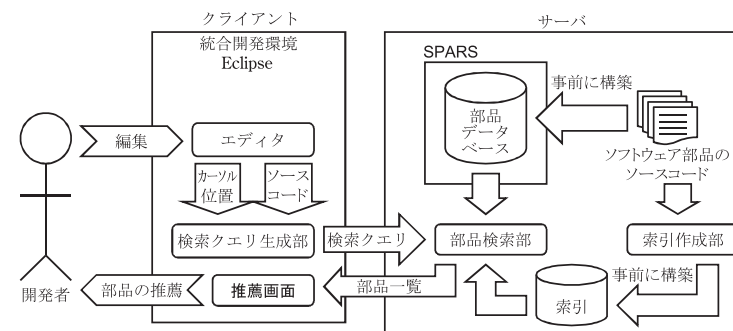 クライアント
サーバ
統合開発環境
Eclipse
SPARS
事前に構築
部品
データ
ベース
編集
エディタ
ソフトウェア部品の
ソースコード
カーソル
位置
ソース
コード
検索クエリ生成部
検索クエリ
部品検索部
索引作成部
開発者
部品の推薦
推薦画面
部品一覧
索引
事前に構築